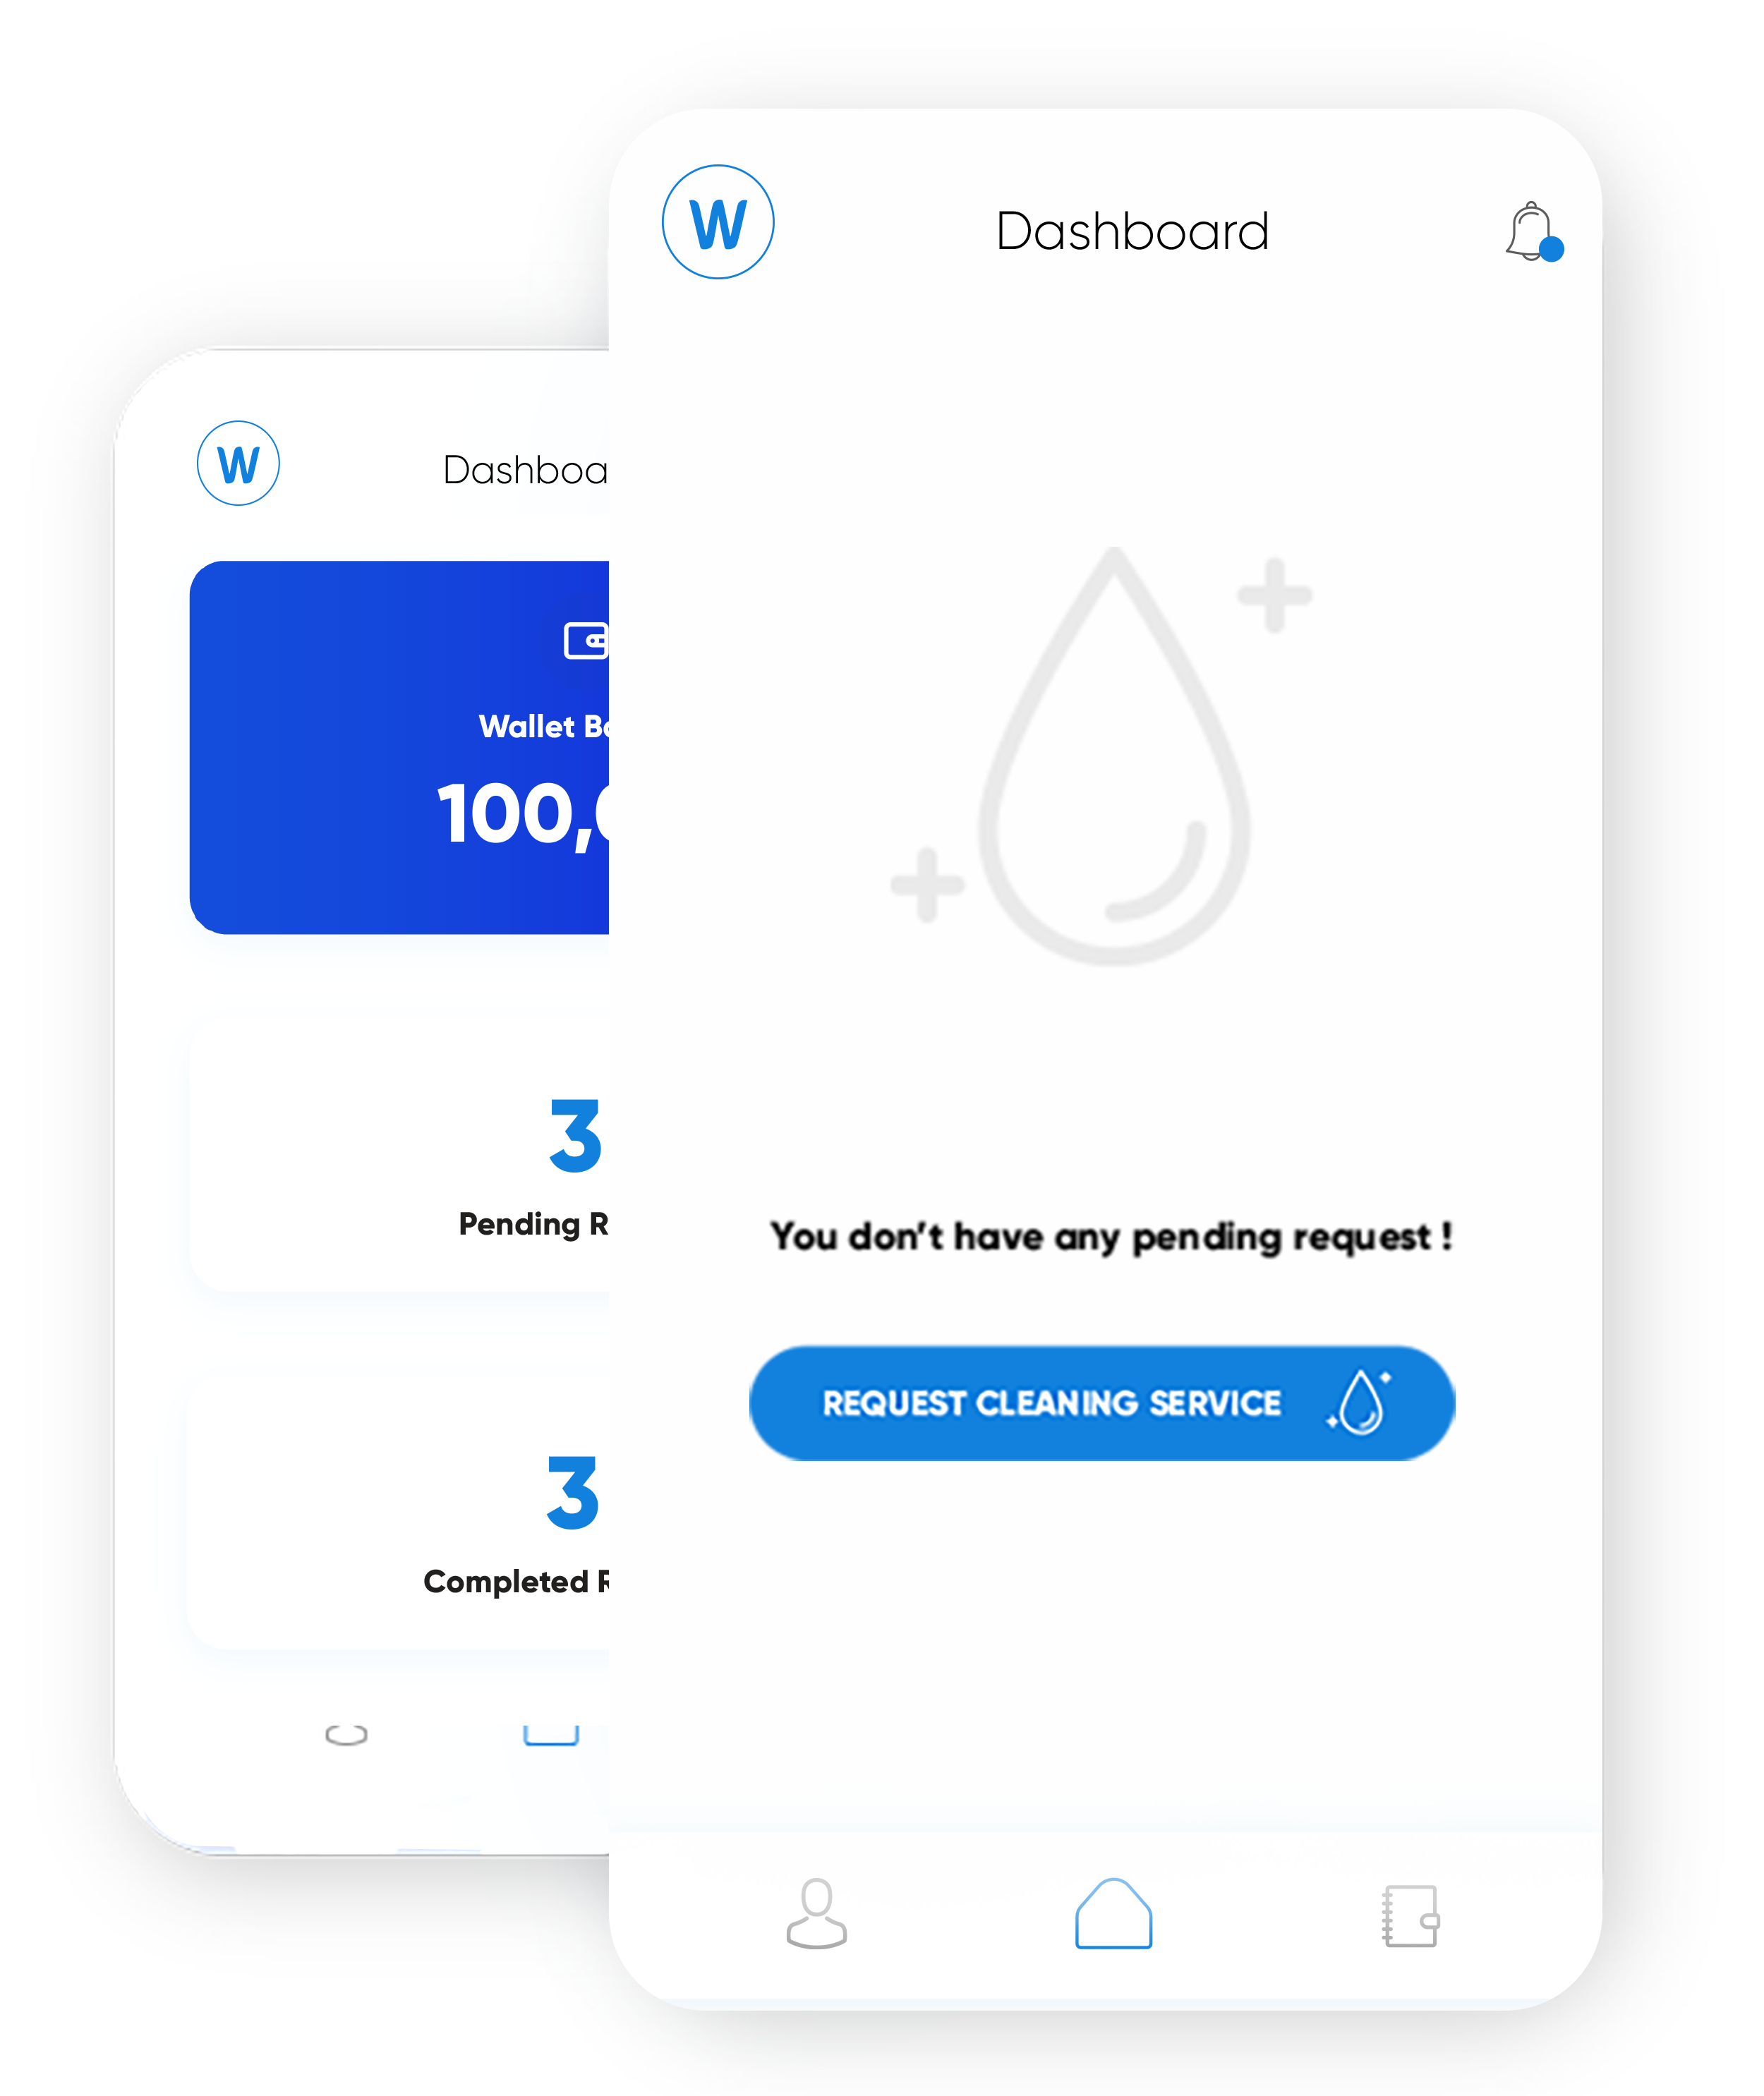 W
Dashboard
You don't have any pending request !
REQUEST CLEANING SERVICE
W
Dashboa
Wallet
100,
3
Pending
3
Completed